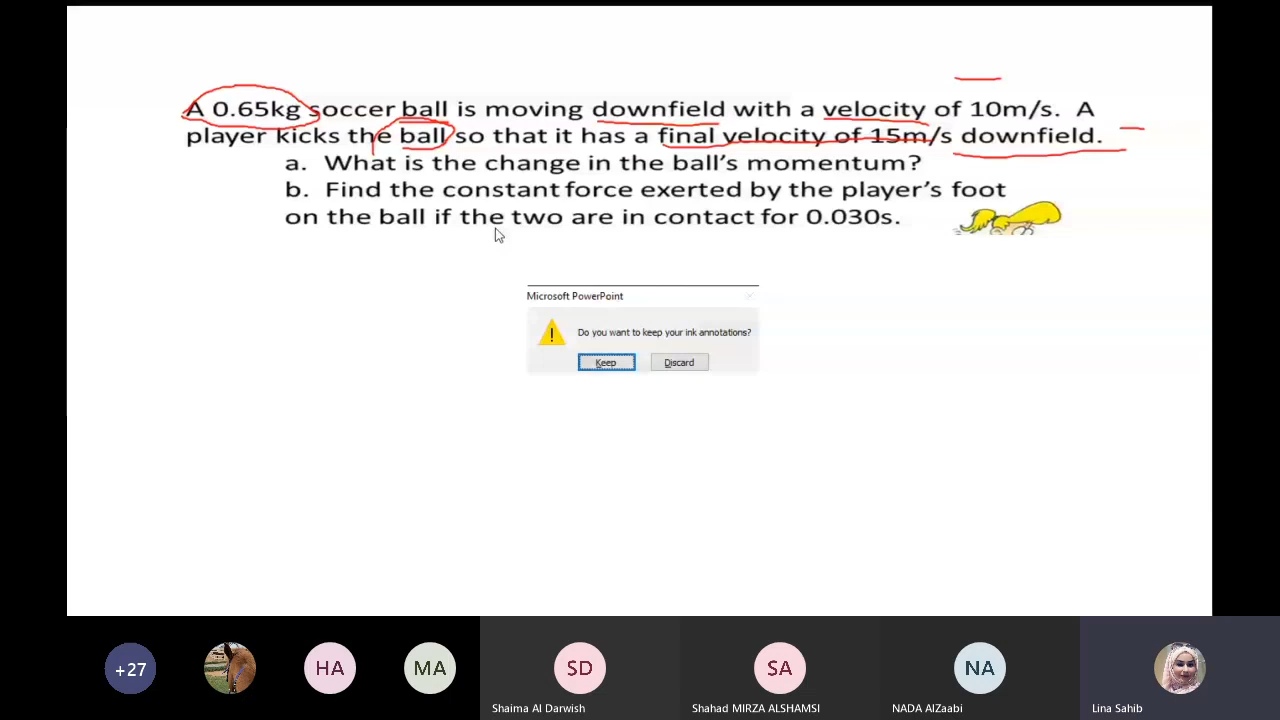 A 0.65kg soccer ball is moving downfield with a velocity of 10m/s. A
player kicks the ball so that it has a final velocity of 15m/s downfield.
a. What is the change in the ball's momentum?
b. Find the constant force exerted by the player's foot
on the ball if the two are in contact for 0.030s.
Microsoft PowerPoint
Do you want to keep your ink annotations?
Keep Discard
+27 HA MA SD SA NA
Shaima Al Darwish Shahad MIRZA ALSHAMSI NADA AlZaabi Lina Sahib